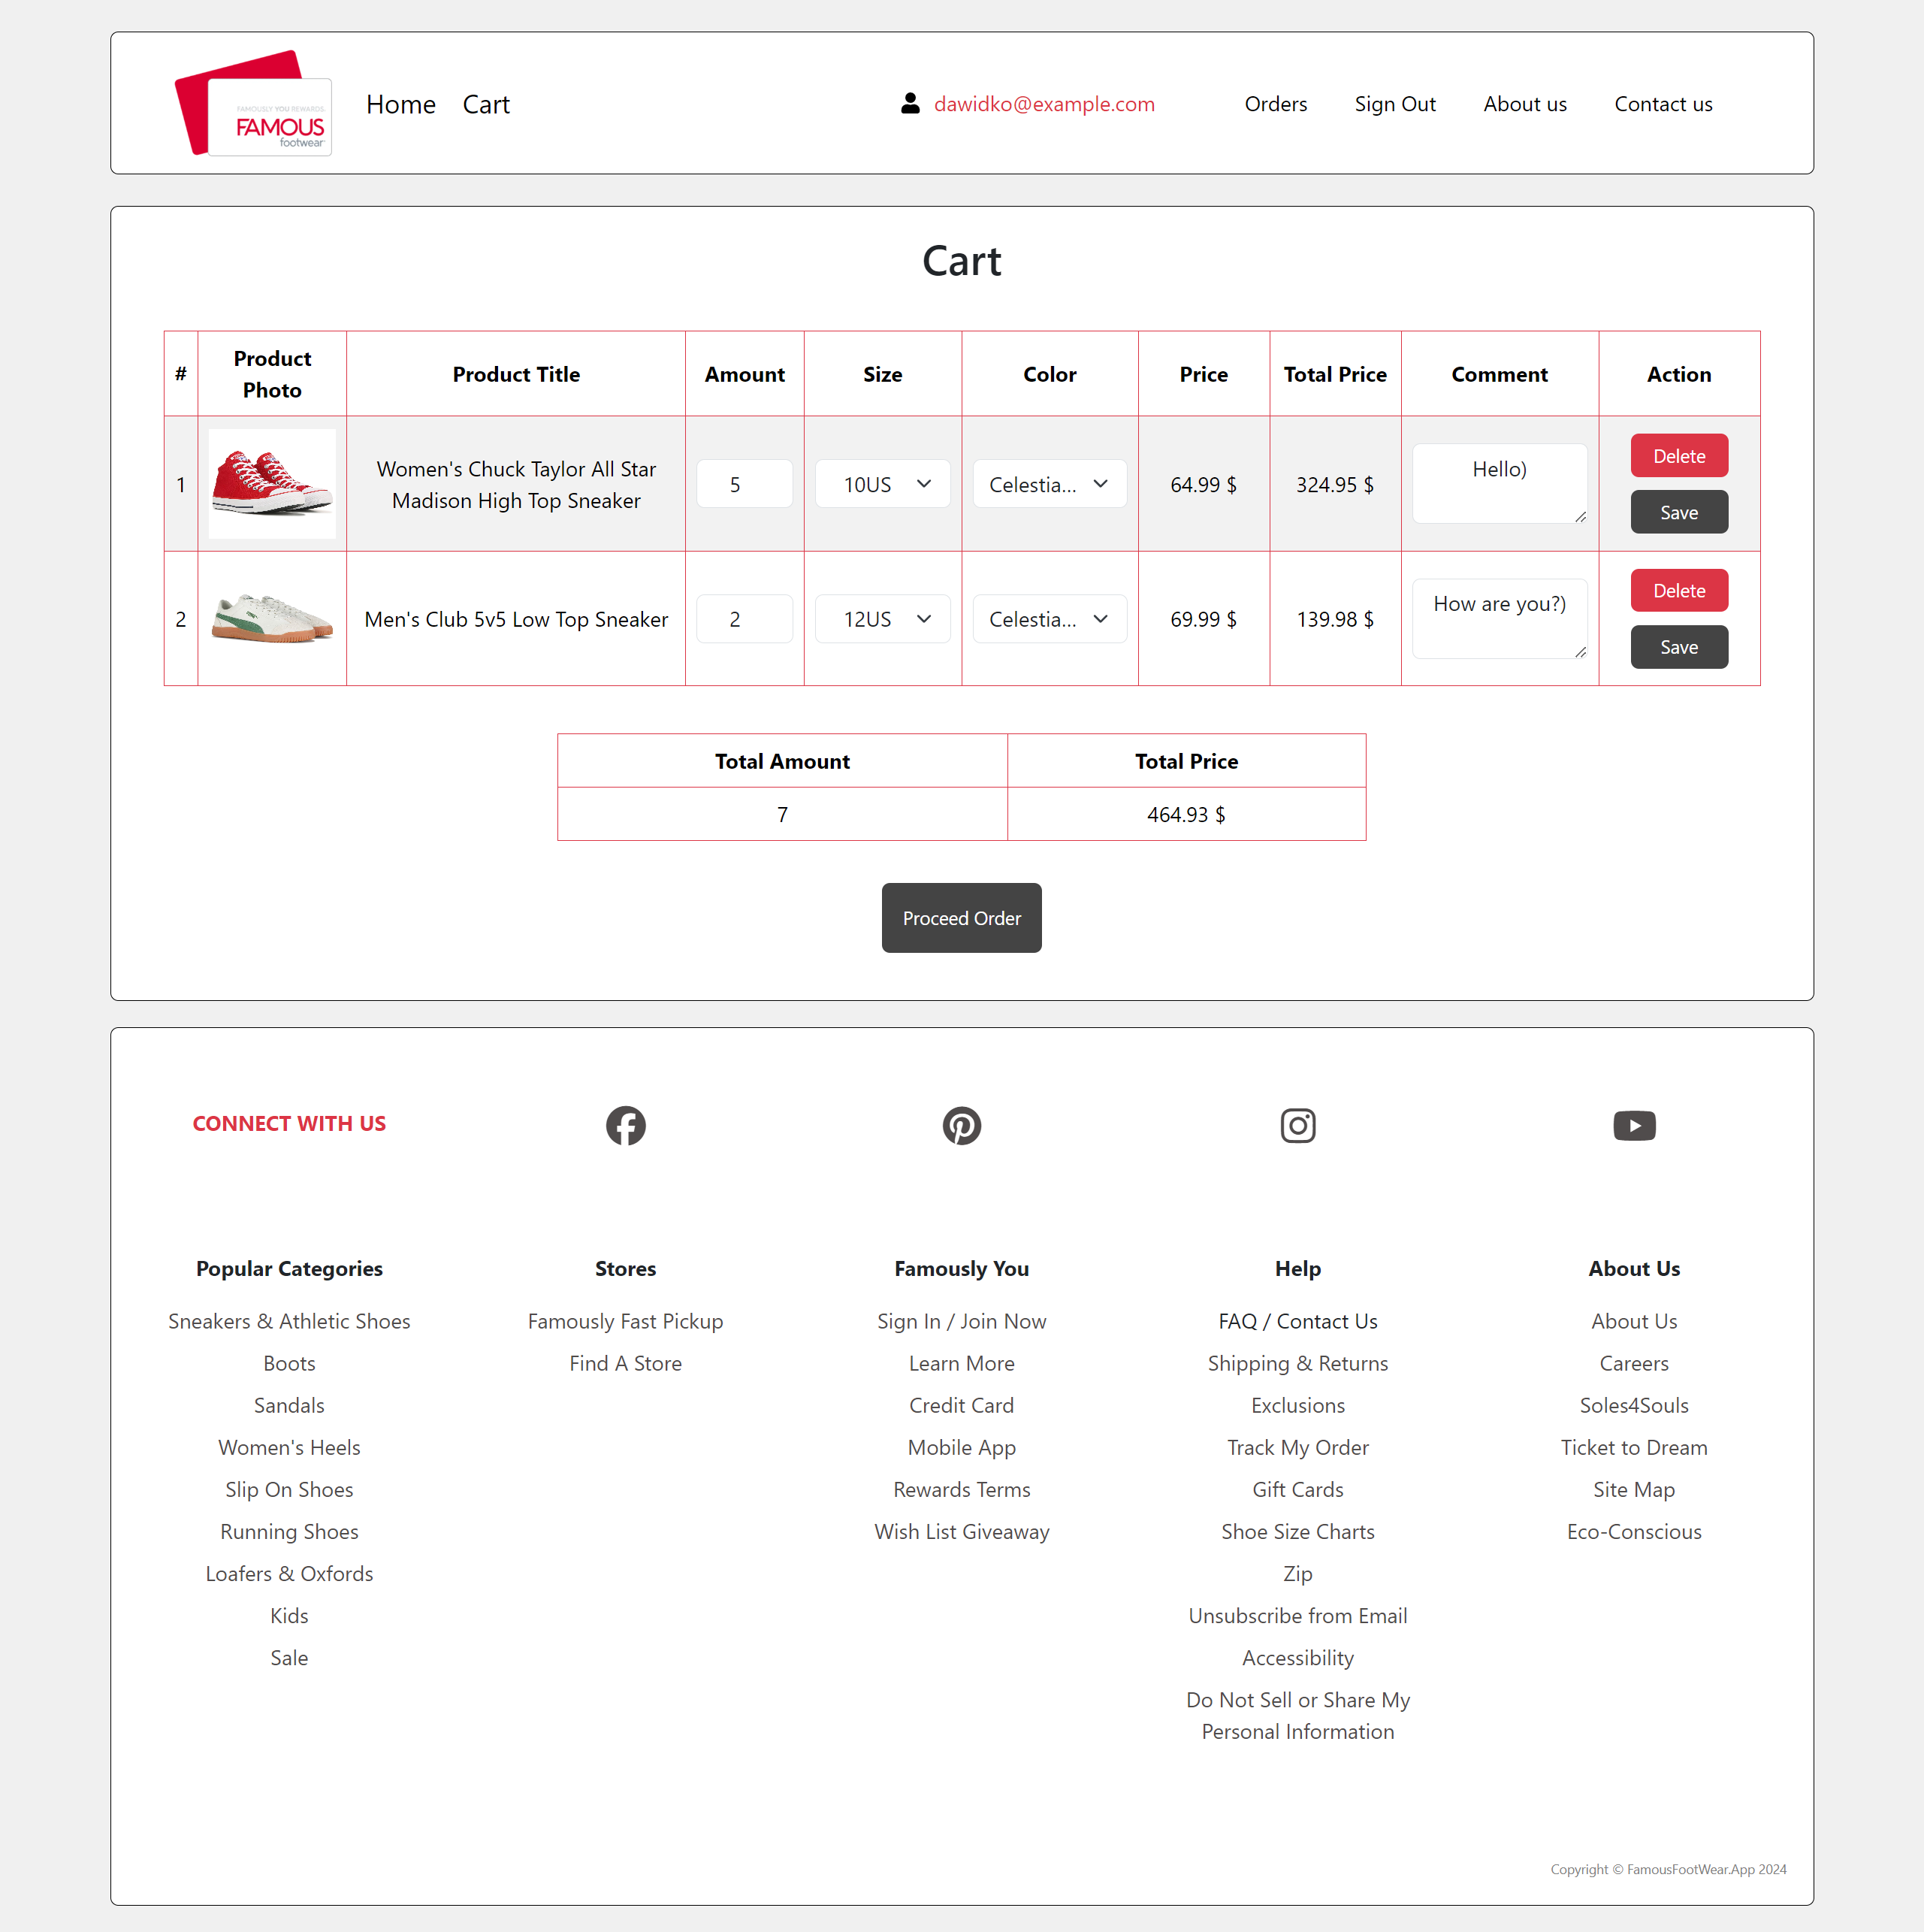 FAMOUSLY YOU REWARDS.
FAMOUS
footwear
Home
Cart
dawidko@example.com
Orders
Sign Out
About us
Contact us
Cart
#
Product
Photo
Product Title
Amount
Size
Color
Price
Total Price
Comment
Action
1
Women's Chuck Taylor All Star
Madison High Top Sneaker
5
10US
Celestia...
64.99 $
324.95 $
Hello)
Delete
Save
2
Men's Club 5v5 Low Top Sneaker
2
12US
Celestia...
69.99 $
139.98 $
How are you?)
Delete
Save
Total Amount
Total Price
7
464.93 $
Proceed Order
CONNECT WITH US
Popular Categories
Sneakers & Athletic Shoes
Boots
Sandals
Women's Heels
Slip On Shoes
Running Shoes
Loafers & Oxfords
Kids
Sale
Stores
Famously Fast Pickup
Find A Store
Famously You
Sign In / Join Now
Learn More
Credit Card
Mobile App
Rewards Terms
Wish List Giveaway
Help
FAQ / Contact Us
Shipping & Returns
Exclusions
Track My Order
Gift Cards
Shoe Size Charts
Zip
Unsubscribe from Email
Accessibility
Do Not Sell or Share My
Personal Information
About Us
About Us
Careers
Soles4Souls
Ticket to Dream
Site Map
Eco-Conscious
Copyright © FamousFootWear.App 2024